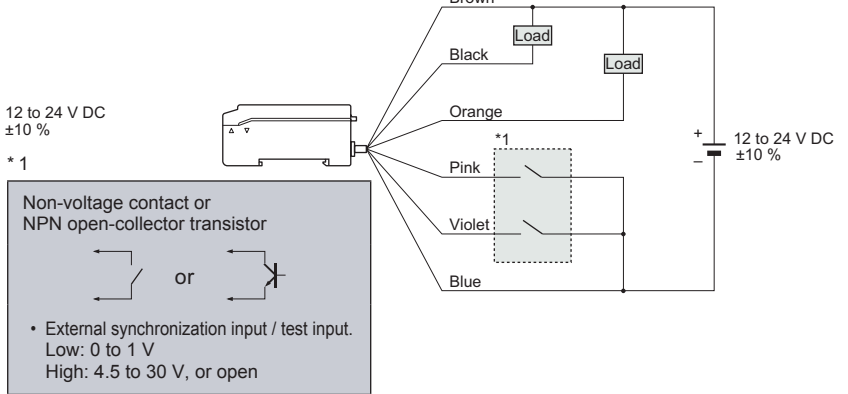 Brown
Load
Black
Load
Orange
12 to 24 V DC
±10 %
* 1
*1
+
12 to 24 V DC
–
±10 %
Pink
Non-voltage contact or
NPN open-collector transistor
Violet
or
Blue
• External synchronization input / test input.
Low: 0 to 1 V
High: 4.5 to 30 V, or open